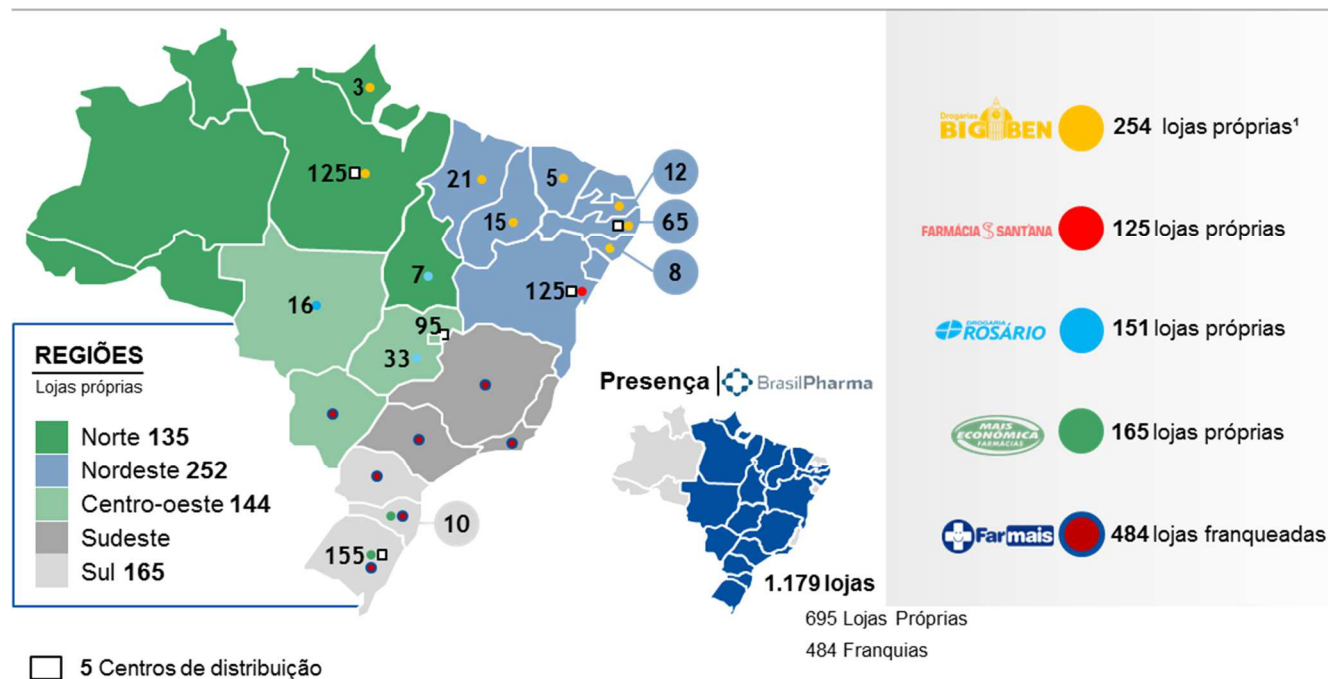 3
125
21
5
12
15
65
7
8
125
16
95
33
10
155
REGIÕES
Lojas próprias
Norte 135
Nordeste 252
Centro-oeste 144
Sudeste
Sul 165
5 Centros de distribuição
Presença | BrasilPharma
1.179 lojas
695 Lojas Próprias
484 Franquias
Drogarias
BIG BEN
254 lojas próprias¹
FARMÁCIA SANT'ANA
125 lojas próprias
DROGARIA
ROSÁRIO
151 lojas próprias
MAIS
ECONÔMICA
FARMÁCIAS
165 lojas próprias
Farmais
484 lojas franqueadas